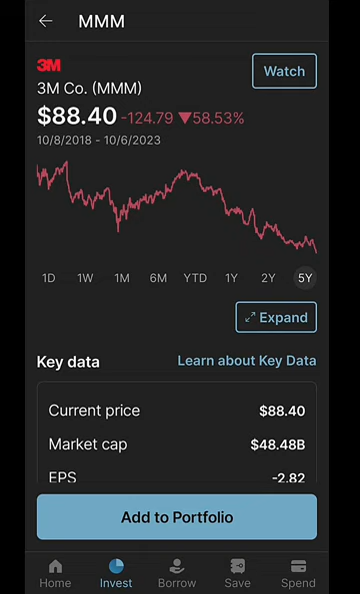 MMM
3M
Watch
3M Co. (MMM)
$88.40 -124.79 ▼58.53%
10/8/2018 - 10/6/2023
1D 1W 1M 6M YTD 1Y 2Y 5Y
Expand
Key data Learn about Key Data
Current price $88.40
Market cap $48.48B
EPS -2.82
Add to Portfolio
Home Invest Borrow Save Spend